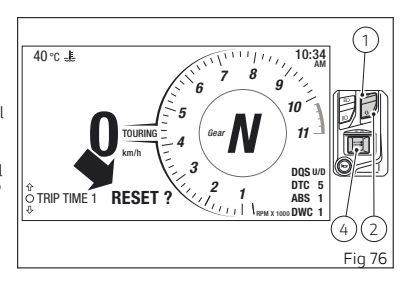 1
40 °C
10:34
AM
7 8
6 9
5 10
4 11
3
2
1
0
TOURING
km/h
Gear N
RPM X 1000
DQS U/D
DTC 5
ABS 1
DWC 1
TRIP TIME 1 RESET ?
4 2
Fig 76